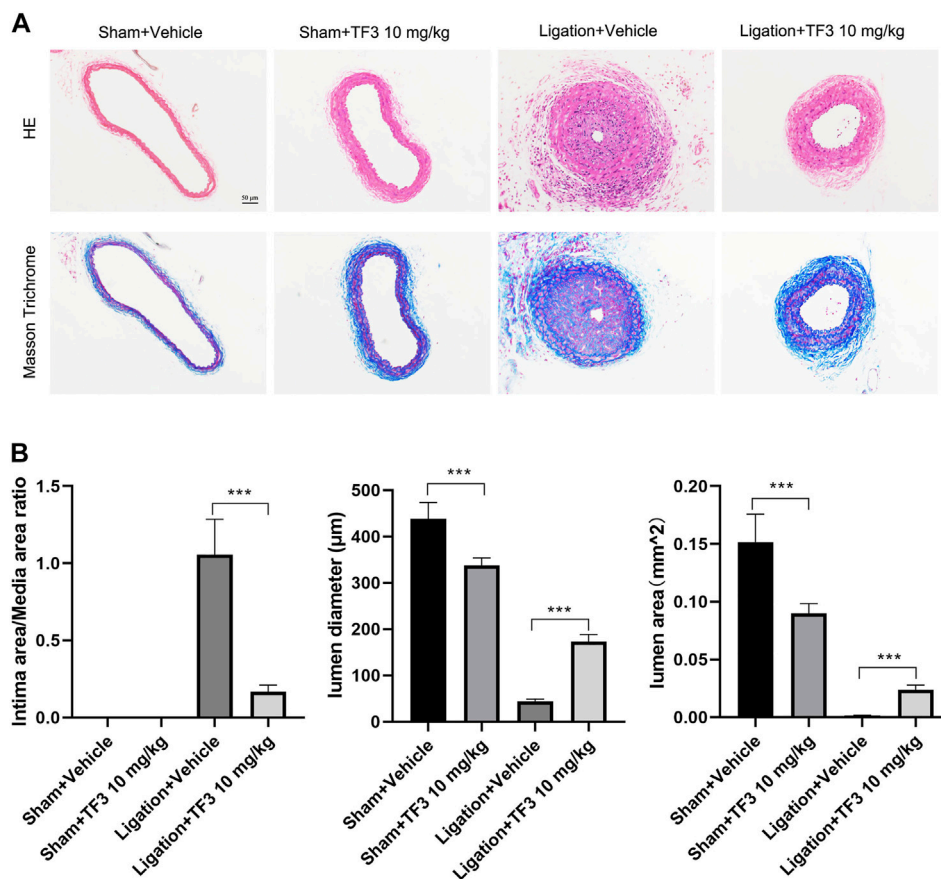 A
Sham+Vehicle
Sham+TF3 10 mg/kg
Ligation+Vehicle
Ligation+TF3 10 mg/kg
HE
50 μm
Masson Trichrome
B
Intima area/Media area ratio
1.5
1.0
0.5
0.0
***
Sham+Vehicle
Sham+TF3 10 mg/kg
Ligation+Vehicle
Ligation+TF3 10 mg/kg
lumen diameter (μm)
500
400
300
200
100
0
***
***
Sham+Vehicle
Sham+TF3 10 mg/kg
Ligation+Vehicle
Ligation+TF3 10 mg/kg
lumen area(mm^2)
0.20
0.15
0.10
0.05
0.00
***
***
Sham+Vehicle
Sham+TF3 10 mg/kg
Ligation+Vehicle
Ligation+TF3 10 mg/kg